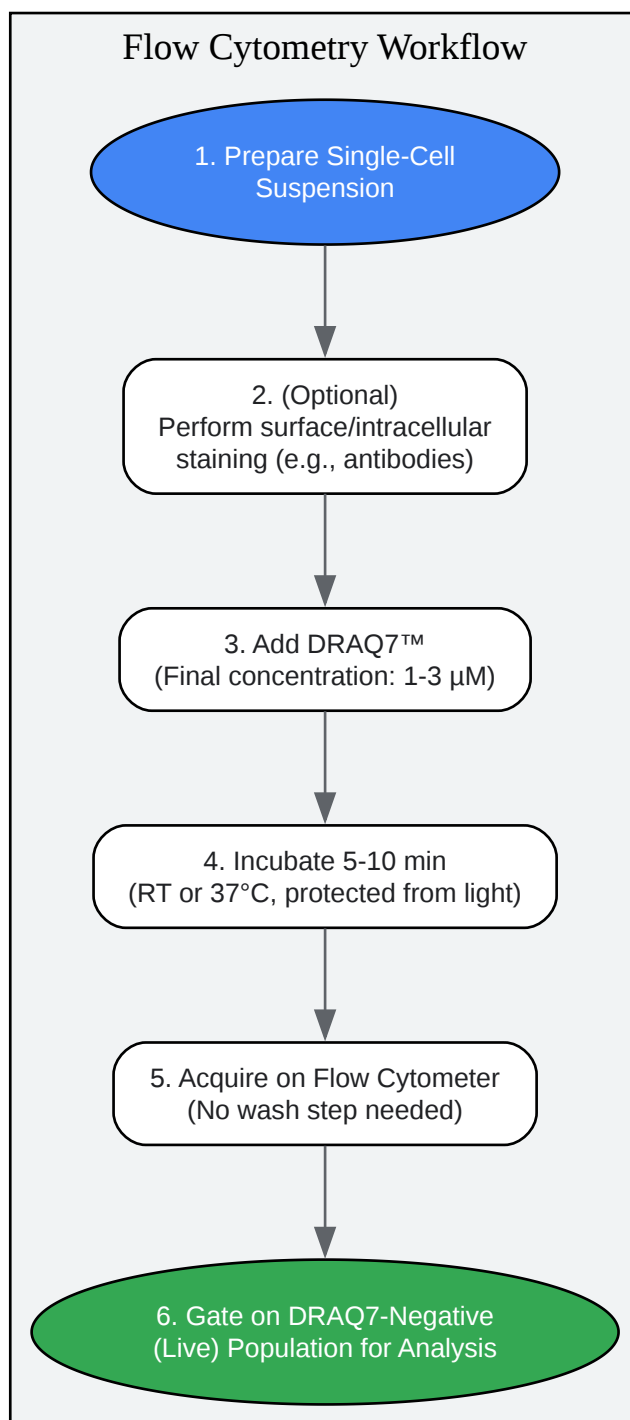 Flow Cytometry Workflow
1. Prepare Single-Cell
Suspension
2. (Optional)
Perform surface/intracellular
staining (e.g., antibodies)
3. Add DRAQ7™
(Final concentration: 1-3 µM)
4. Incubate 5-10 min
(RT or 37°C, protected from light)
5. Acquire on Flow Cytometer
(No wash step needed)
6. Gate on DRAQ7-Negative
(Live) Population for Analysis